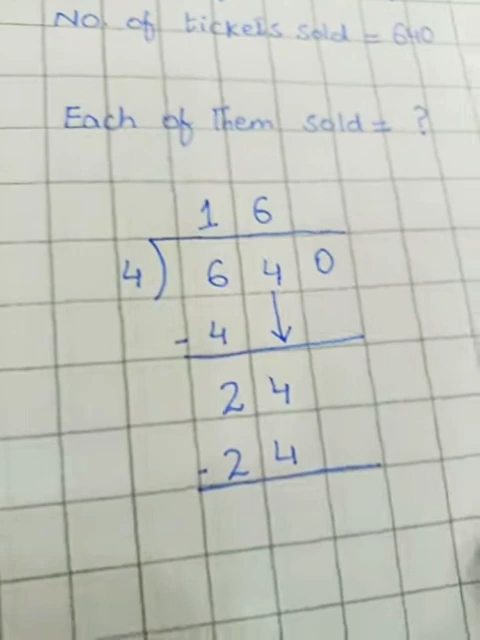 No. of tickets sold = 640
Each of Them sold = ?
1 6
4) 6 4 0
- 4 ↓
2 4
- 2 4